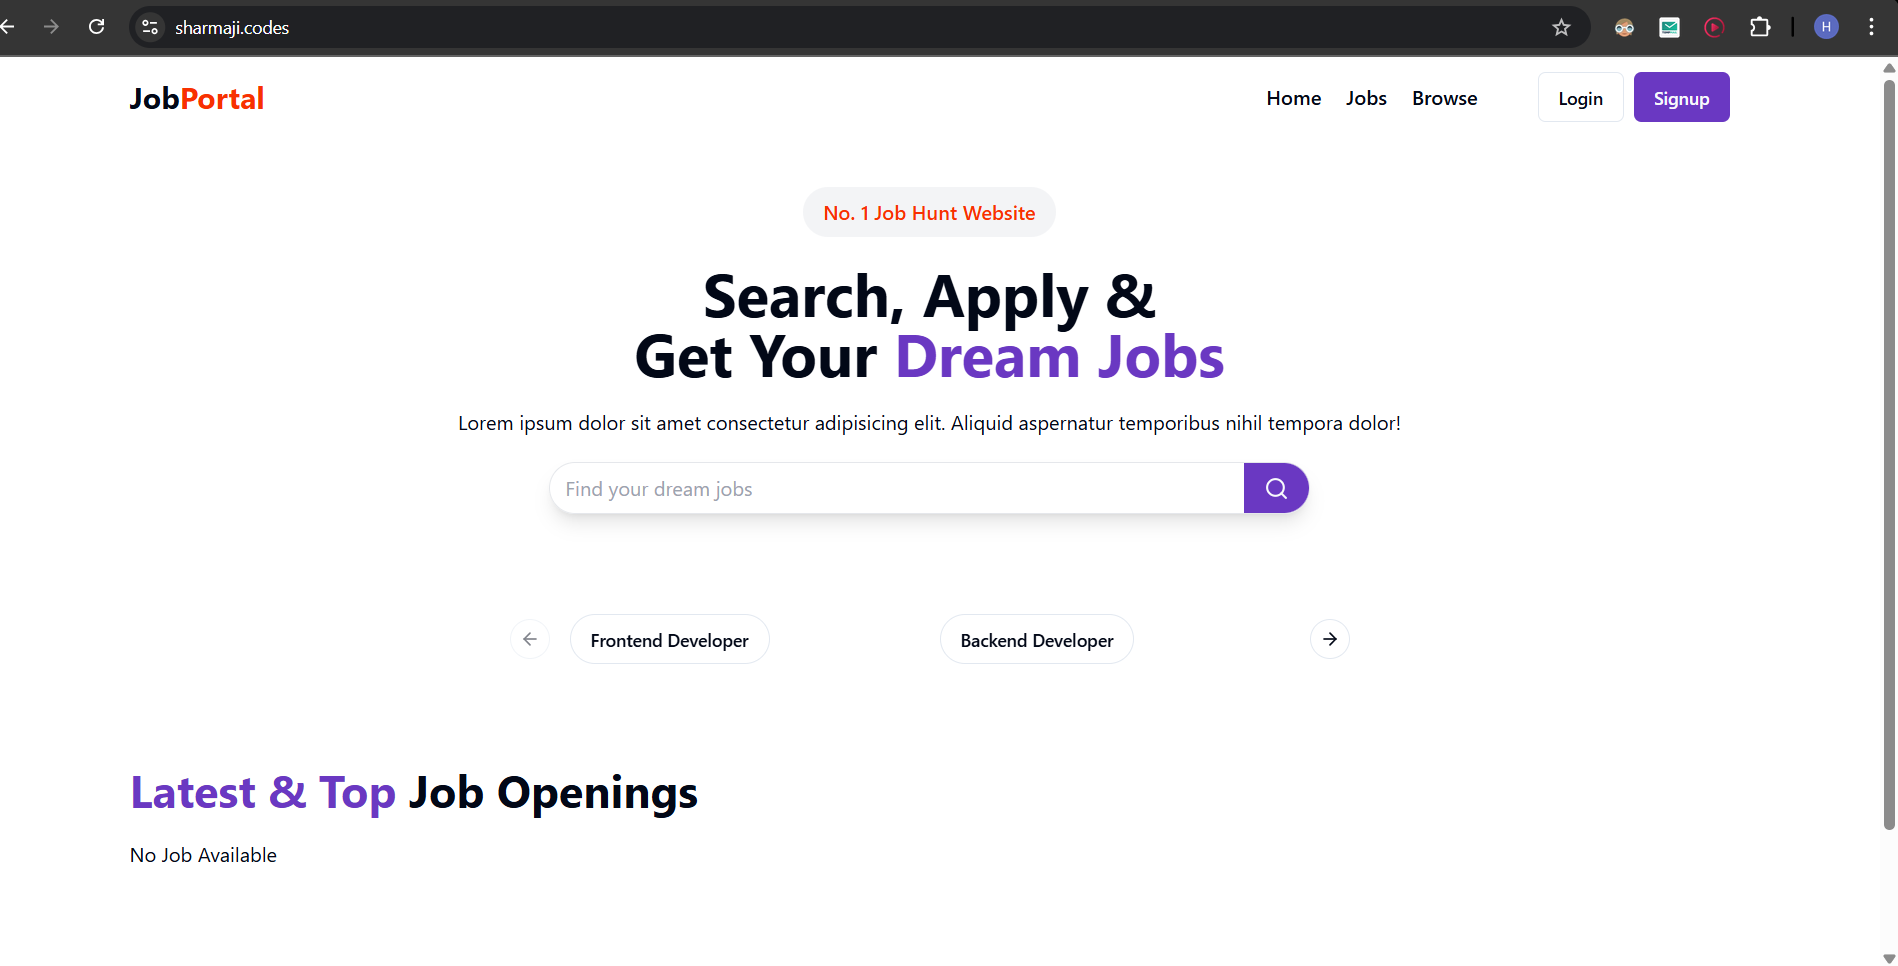 sharmaji.codes
H
JobPortal
Home Jobs Browse Login Signup
No. 1 Job Hunt Website
Search, Apply &
Get Your Dream Jobs
Lorem ipsum dolor sit amet consectetur adipisicing elit. Aliquid aspernatur temporibus nihil tempora dolor!
Find your dream jobs
Frontend Developer Backend Developer
Latest & Top Job Openings
No Job Available